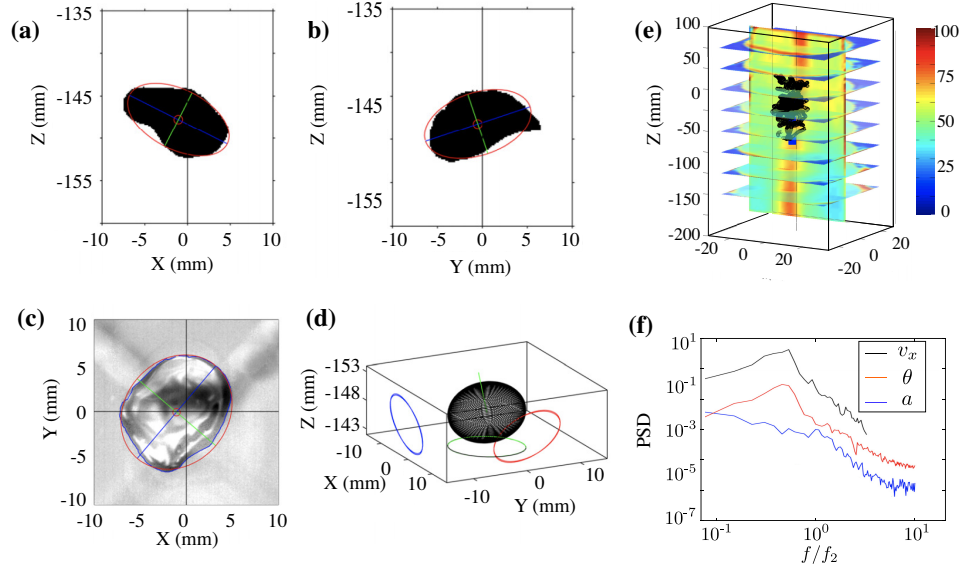 (a)
-135
-145
-155
Z (mm)
-10 -5 0 5 10
X (mm)
(b)
-135
-145
-155
Z (mm)
-10 -5 0 5 10
Y (mm)
(e)
100
50
0
-50
-100
-150
-200
Z (mm)
-20 0 20
-20 0 20
100
75
50
25
0
(c)
10
5
0
-5
-10
Y (mm)
-10 -5 0 5 10
X (mm)
(d)
-153
-148
-143
Z (mm)
-10
0
10
X (mm)
-10 0 10
Y (mm)
(f)
10^1
10^-1
10^-3
10^-5
10^-7
PSD
v_x
θ
a
10^-1 10^0 10^1
f/f_2